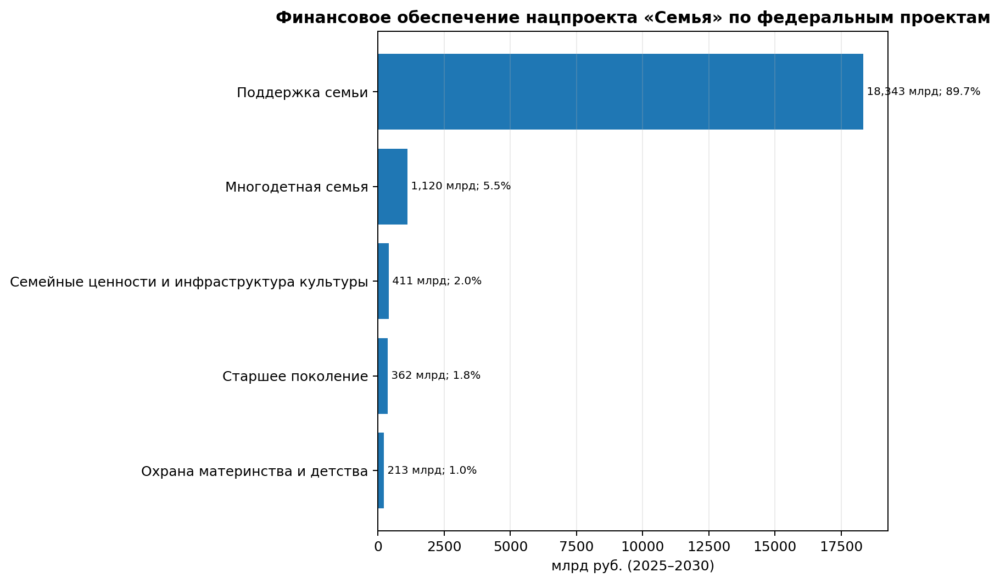 Финансовое обеспечение нацпроекта «Семья» по федеральным проектам
Поддержка семьи
18,343 млрд; 89.7%
Многодетная семья
1,120 млрд; 5.5%
Семейные ценности и инфраструктура культуры
411 млрд; 2.0%
Старшее поколение
362 млрд; 1.8%
Охрана материнства и детства
213 млрд; 1.0%
0 2500 5000 7500 10000 12500 15000 17500
млрд руб. (2025–2030)